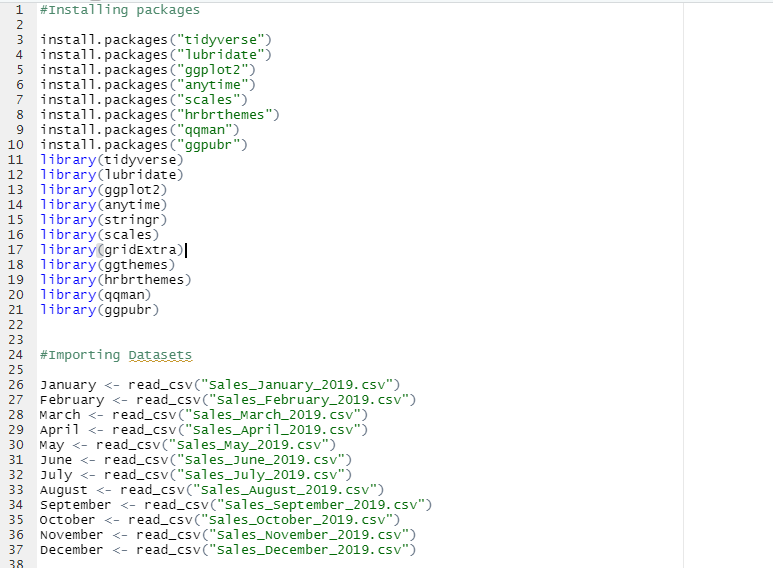 1 #Installing packages
2
3 install.packages("tidyverse")
4 install.packages("lubridate")
5 install.packages("ggplot2")
6 install.packages("anytime")
7 install.packages("scales")
8 install.packages("hrbrthemes")
9 install.packages("qqman")
10 install.packages("ggpubr")
11 library(tidyverse)
12 library(lubridate)
13 library(ggplot2)
14 library(anytime)
15 library(stringr)
16 library(scales)
17 library(gridExtra)
18 library(ggthemes)
19 library(hrbrthemes)
20 library(qqman)
21 library(ggpubr)
22
23
24 #Importing Datasets
25
26 January <- read_csv("Sales_January_2019.csv")
27 February <- read_csv("Sales_February_2019.csv")
28 March <- read_csv("Sales_March_2019.csv")
29 April <- read_csv("Sales_April_2019.csv")
30 May <- read_csv("Sales_May_2019.csv")
31 June <- read_csv("Sales_June_2019.csv")
32 July <- read_csv("Sales_July_2019.csv")
33 August <- read_csv("Sales_August_2019.csv")
34 September <- read_csv("Sales_September_2019.csv")
35 October <- read_csv("Sales_October_2019.csv")
36 November <- read_csv("Sales_November_2019.csv")
37 December <- read_csv("Sales_December_2019.csv")
38